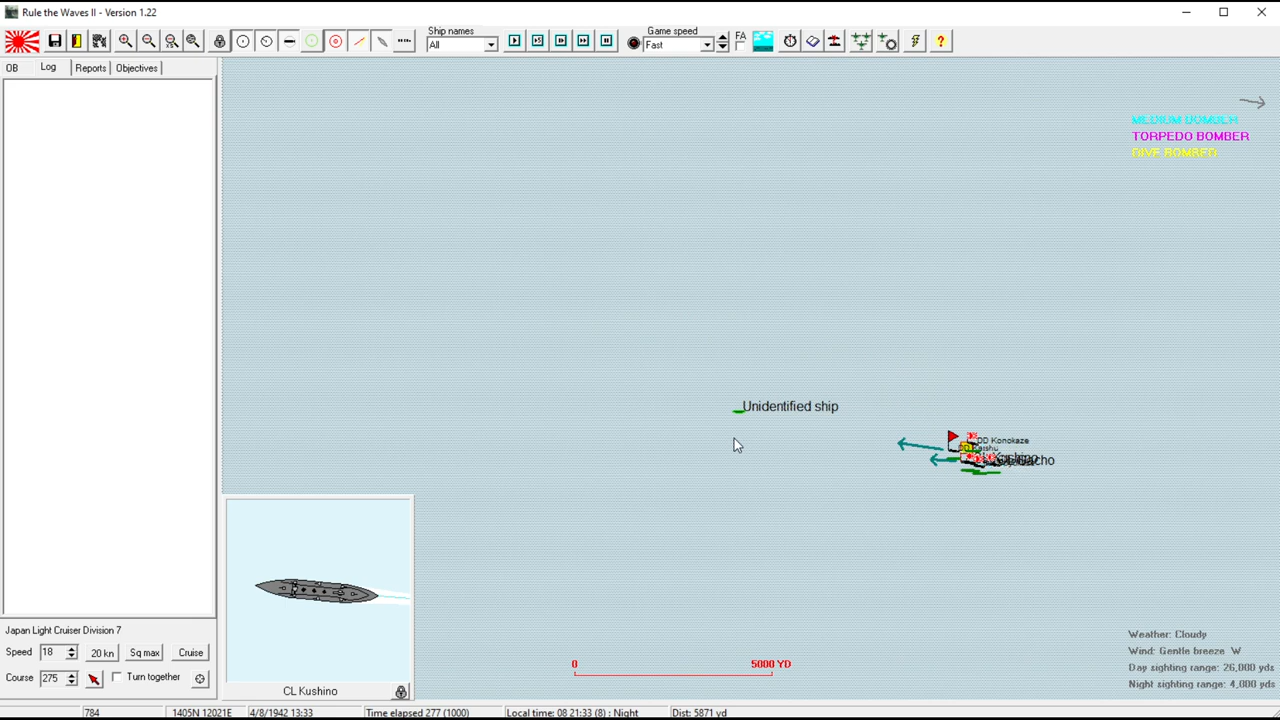 Rule the Waves II - Version 1.22
Ship names
All
Game speed
Fast
FA
OB
Log
Reports
Objectives
MEDIUM BOMBER
TORPEDO BOMBER
DIVE BOMBER
Unidentified ship
DD Konokaze
0
5000 YD
Weather: Cloudy
Wind: Gentle breeze W
Day sighting range: 26,000 yds
Night sighting range: 4,000 yds
Japan Light Cruiser Division 7
Speed
18
20 kn
Sq max
Cruise
Course
275
Turn together
CL Kushino
784
1405N 12021E
4/8/1942 13:33
Time elapsed 277 (1000)
Local time: 08 21:33 (8) : Night
Dist: 5871 yd